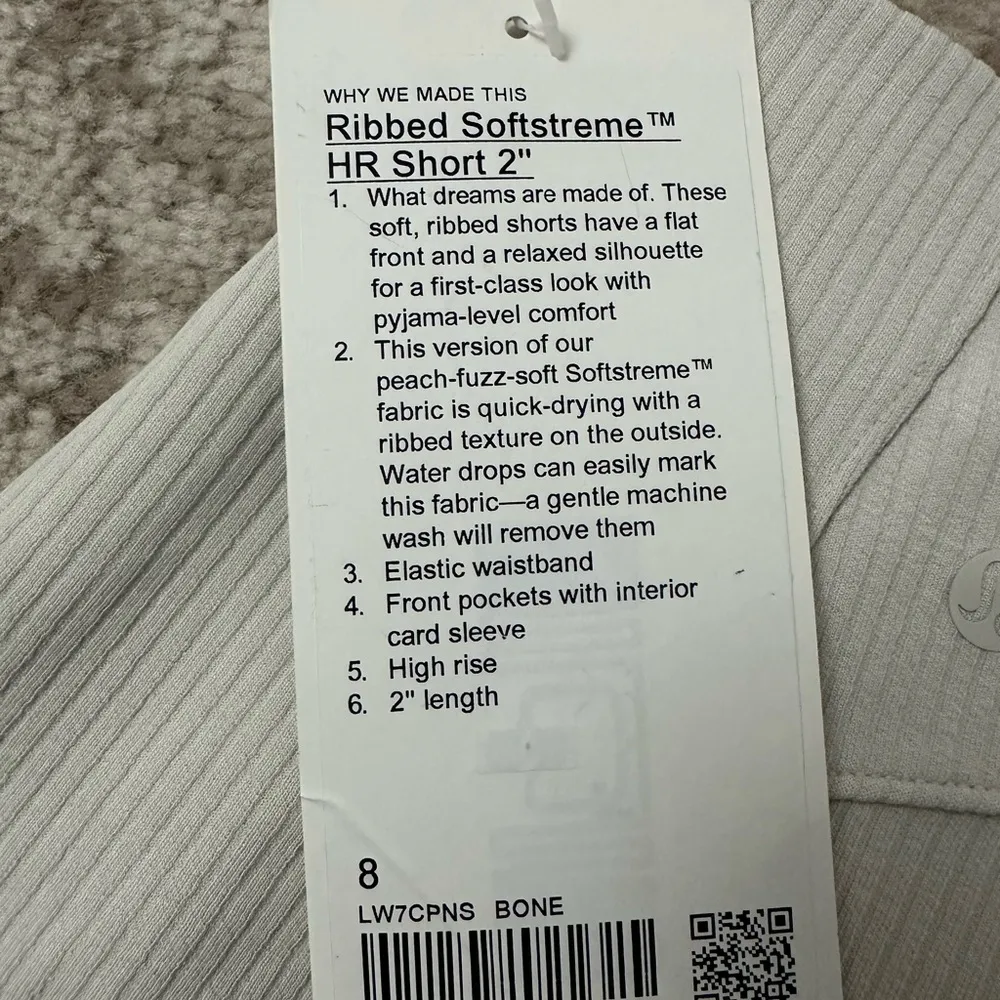 WHY WE MADE THIS
Ribbed Softstreme™
HR Short 2"
1. What dreams are made of. These
soft, ribbed shorts have a flat
front and a relaxed silhouette
for a first-class look with
pyjama-level comfort
2. This version of our
peach-fuzz-soft Softstreme™
fabric is quick-drying with a
ribbed texture on the outside.
Water drops can easily mark
this fabric—a gentle machine
wash will remove them
3. Elastic waistband
4. Front pockets with interior
card sleeve
5. High rise
6. 2" length
8
LW7CPNS BONE